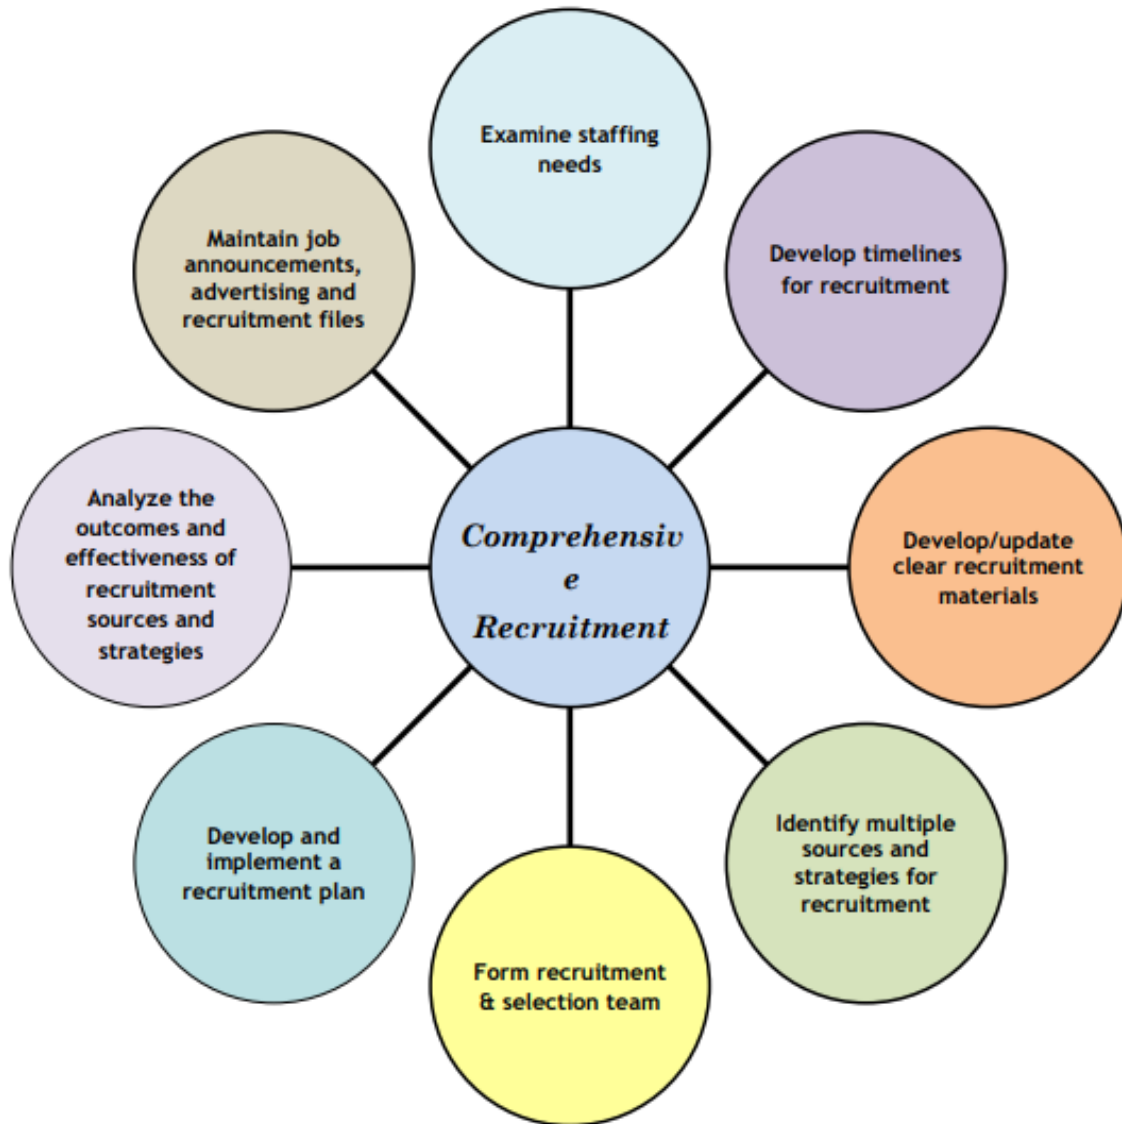 Examine staffing
needs
Develop timelines
for recruitment
Develop/update
clear recruitment
materials
Identify multiple
sources and
strategies for
recruitment
Form recruitment
& selection team
Develop and
implement a
recruitment plan
Analyze the
outcomes and
effectiveness of
recruitment
sources and
strategies
Maintain job
announcements,
advertising and
recruitment files
Comprehensiv
e
Recruitment